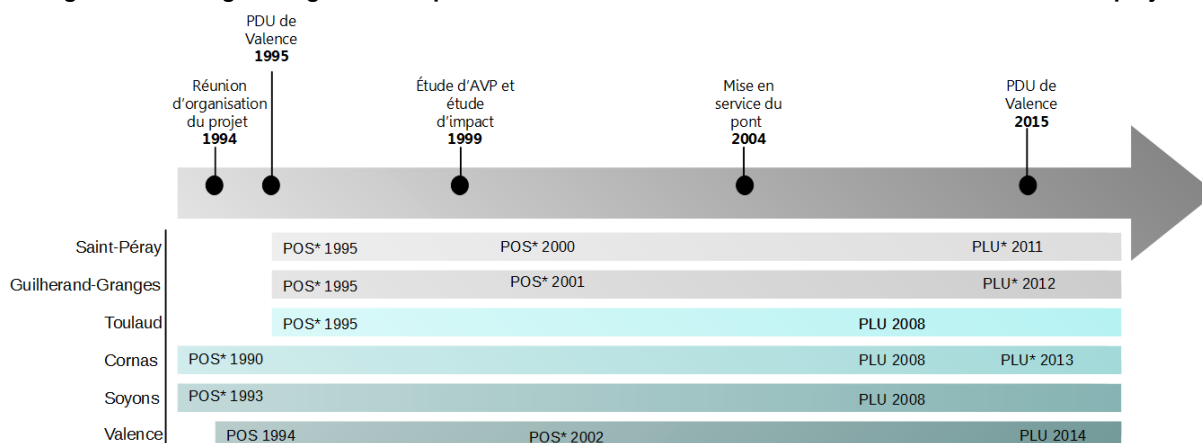 PDU de
Valence
1995
Réunion
d'organisation
du projet
1994
Étude d'AVP et
étude
d'impact
1999
Mise en
service du
pont
2004
PDU de
Valence
2015
Saint-Péray POS* 1995 POS* 2000 PLU* 2011
Guilherand-Granges POS* 1995 POS* 2001 PLU* 2012
Toulaud POS* 1995 PLU 2008
Cornas POS* 1990 PLU 2008 PLU* 2013
Soyons POS* 1993 PLU 2008
Valence POS 1994 POS* 2002 PLU 2014